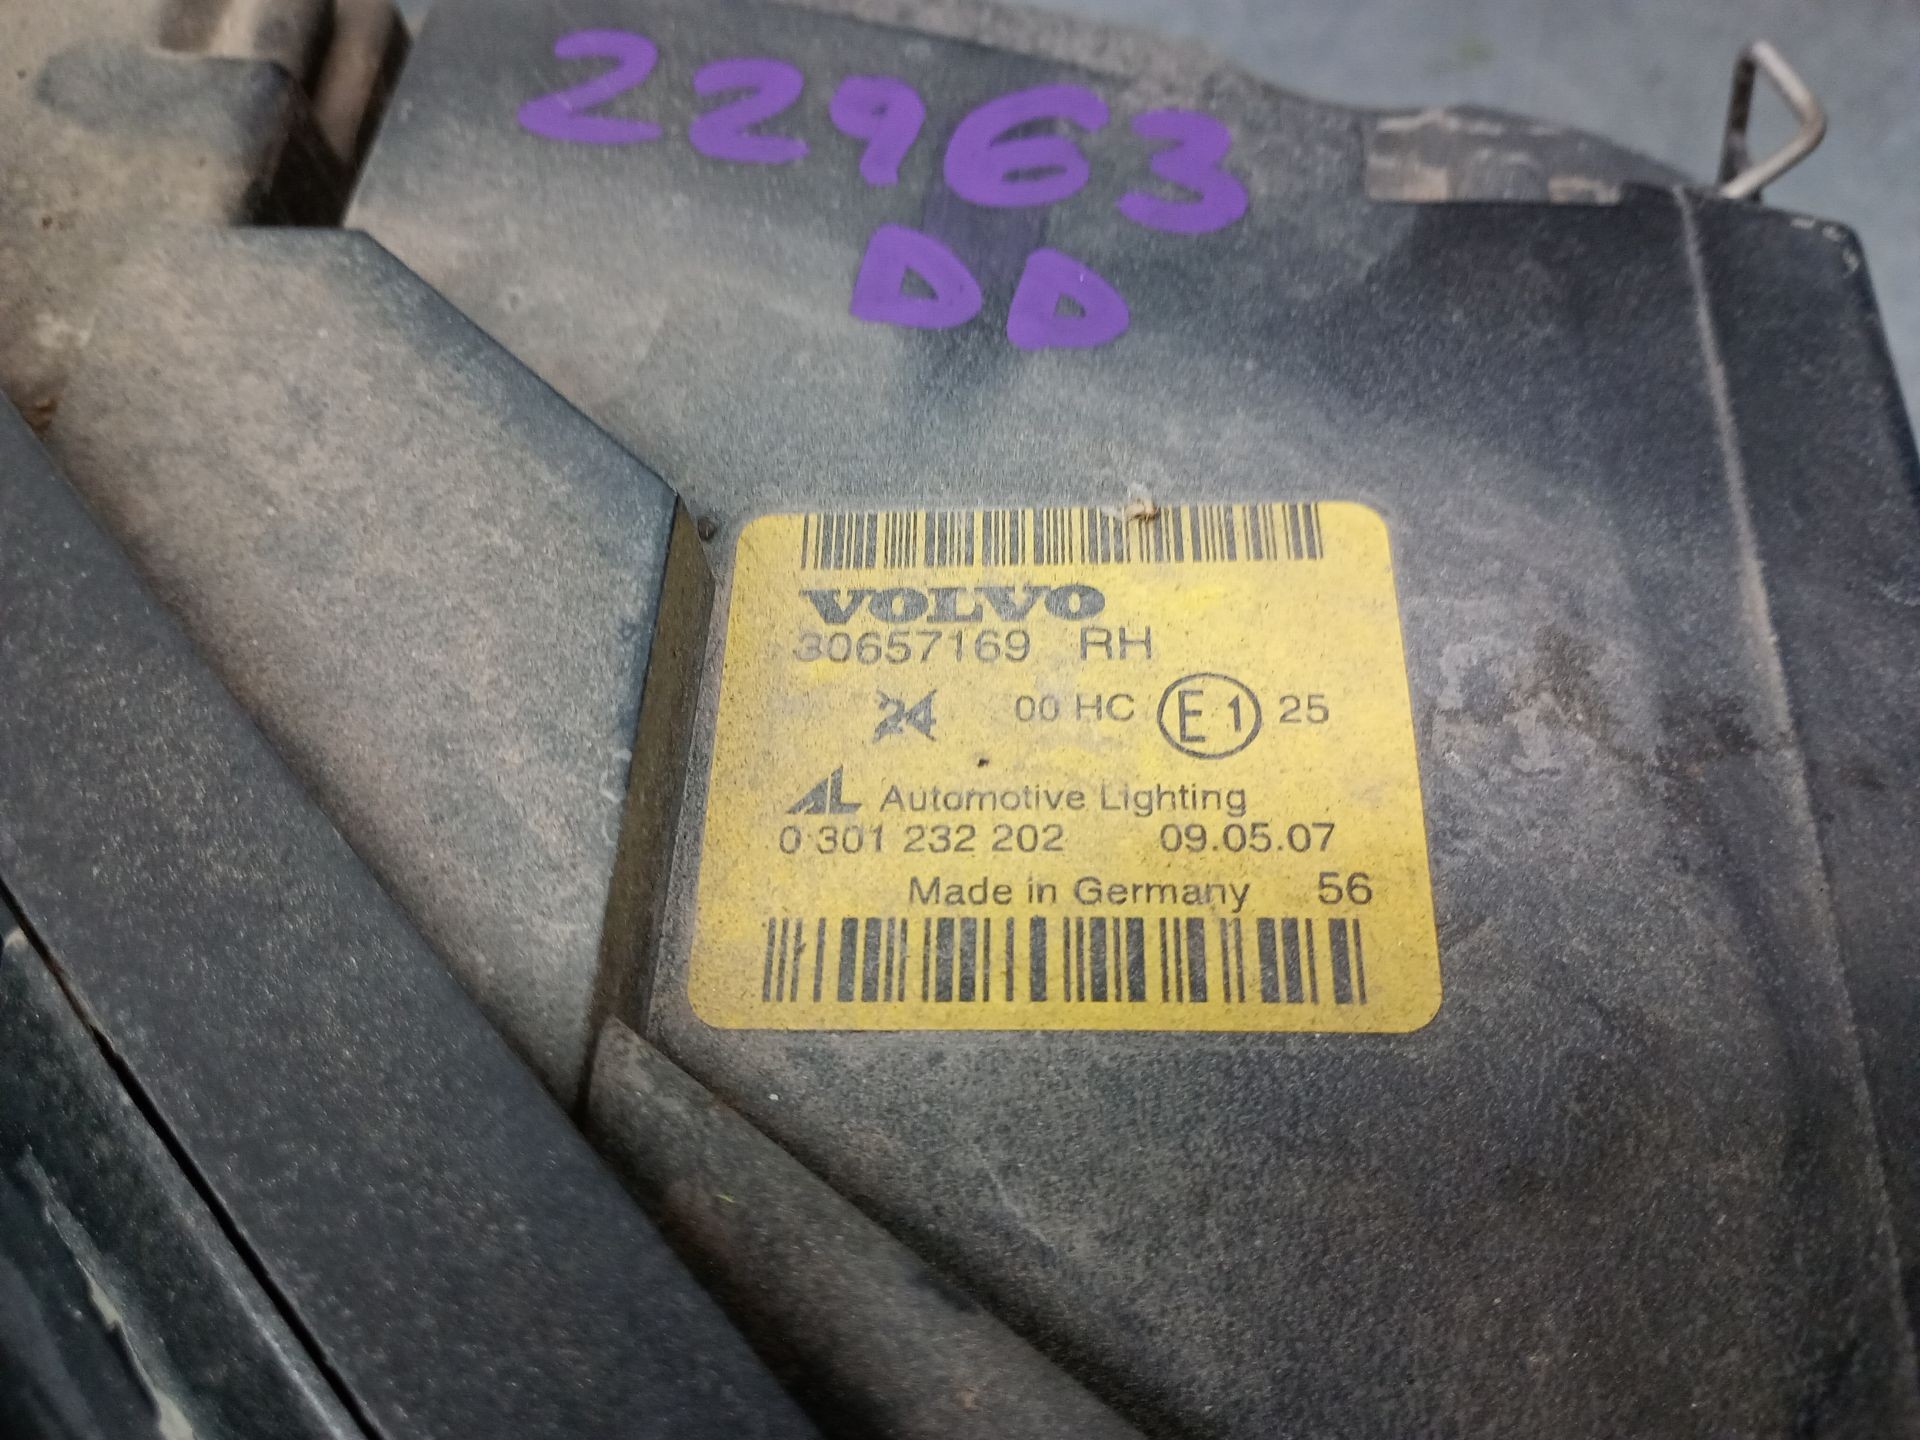 22963
DD
VOLVO
30657169 RH
24 00 HC E1 25
AL Automotive Lighting
0 301 232 202 09.05.07
Made in Germany 56